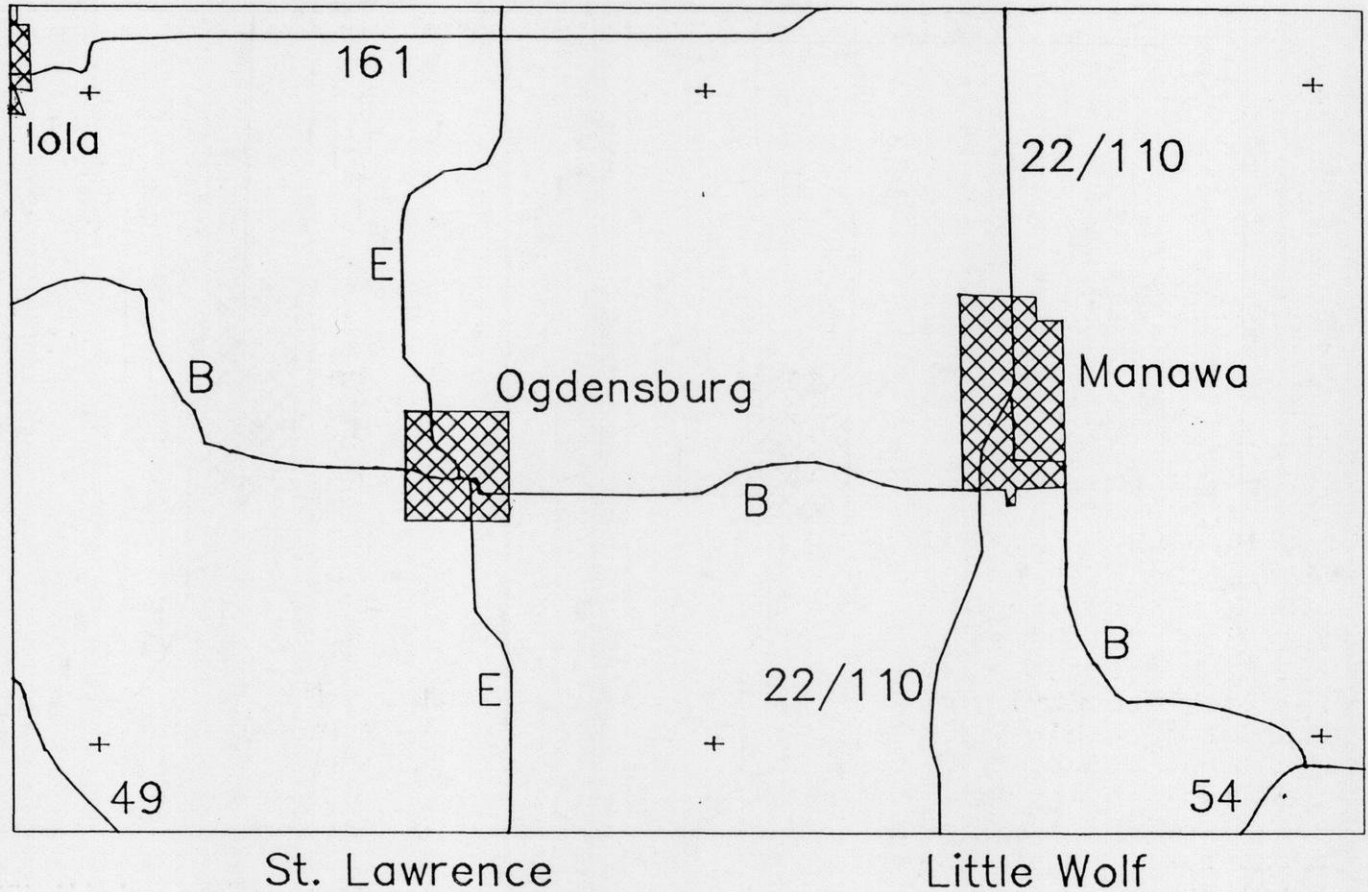 161
Iola
22/110
E
B
Ogdensburg
Manawa
B
B
E
22/110
49
54
St. Lawrence
Little Wolf